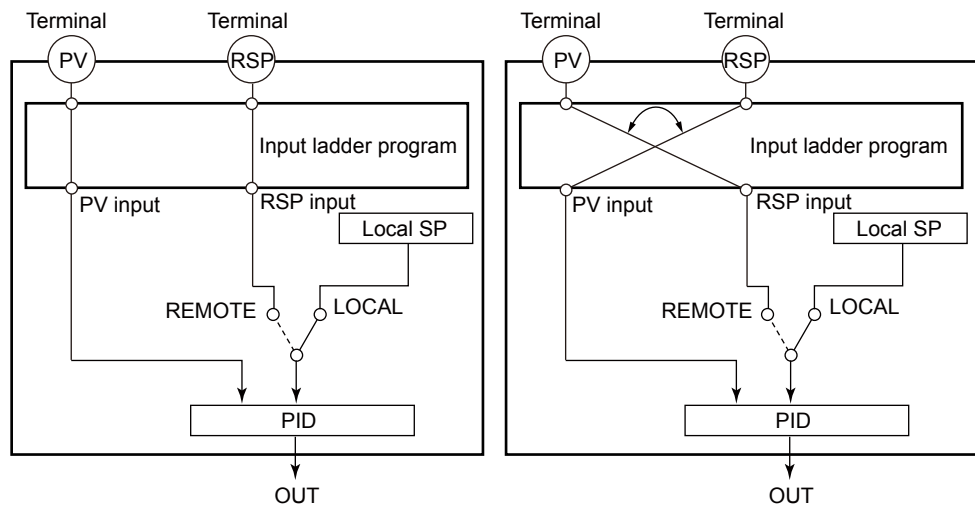 Terminal
Terminal
PV
RSP
Input ladder program
PV input
RSP input
Local SP
REMOTE
LOCAL
PID
OUT
Terminal
Terminal
PV
RSP
Input ladder program
PV input
RSP input
Local SP
REMOTE
LOCAL
PID
OUT